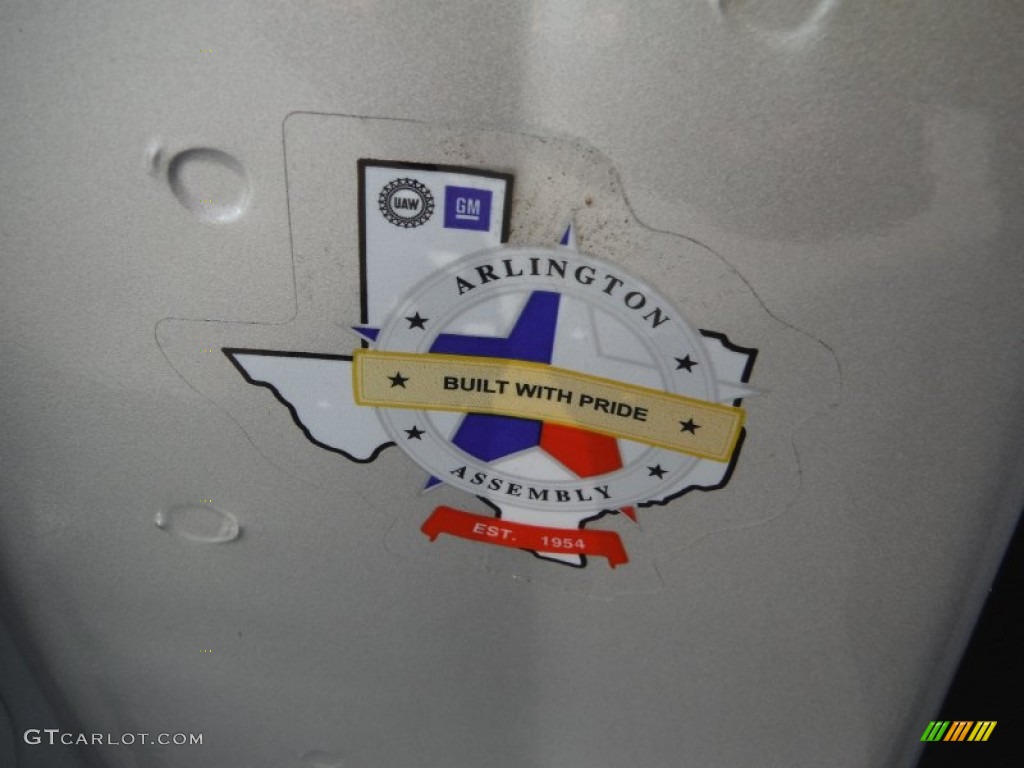 UAW
GM
ARLINGTON
BUILT WITH PRIDE
ASSEMBLY
EST. 1954
GTCARLOT.COM